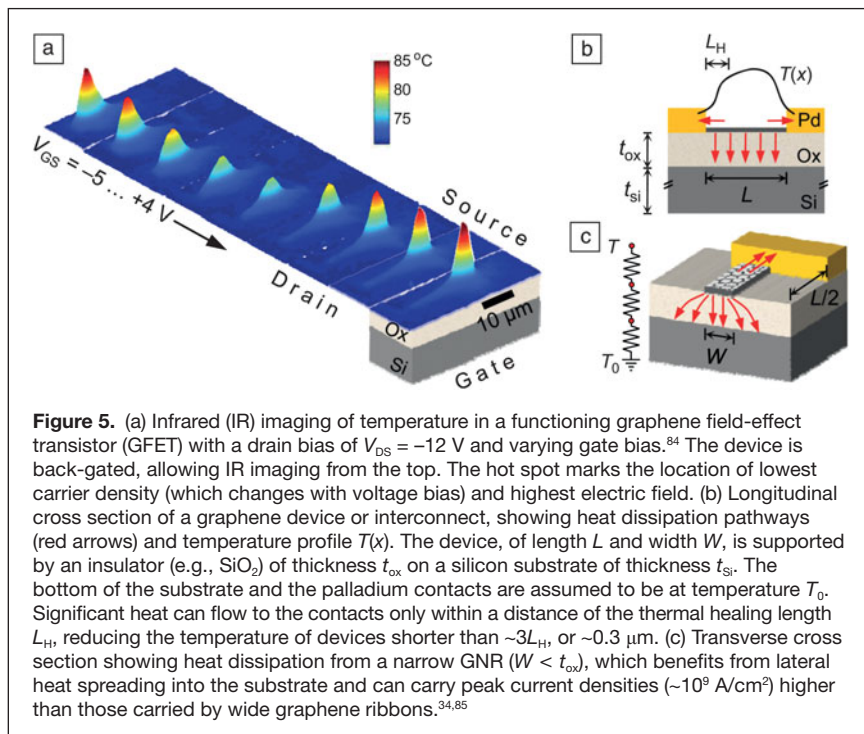 a
85 °C
80
75
V_GS = –5 ... +4 V
Source
Drain
10 μm
Ox
Si
Gate
b
L_H
T(x)
Pd
t_ox
Ox
t_si
L
Si
c
T
T_0
L/2
W
Figure 5. (a) Infrared (IR) imaging of temperature in a functioning graphene field-effect
transistor (GFET) with a drain bias of V_DS = –12 V and varying gate bias.84 The device is
back-gated, allowing IR imaging from the top. The hot spot marks the location of lowest
carrier density (which changes with voltage bias) and highest electric field. (b) Longitudinal
cross section of a graphene device or interconnect, showing heat dissipation pathways
(red arrows) and temperature profile T(x). The device, of length L and width W, is supported
by an insulator (e.g., SiO2) of thickness t_ox on a silicon substrate of thickness t_Si. The
bottom of the substrate and the palladium contacts are assumed to be at temperature T_0.
Significant heat can flow to the contacts only within a distance of the thermal healing length
L_H, reducing the temperature of devices shorter than ~3L_H, or ~0.3 μm. (c) Transverse cross
section showing heat dissipation from a narrow GNR (W < t_ox), which benefits from lateral
heat spreading into the substrate and can carry peak current densities (~10⁹ A/cm²) higher
than those carried by wide graphene ribbons.34,85